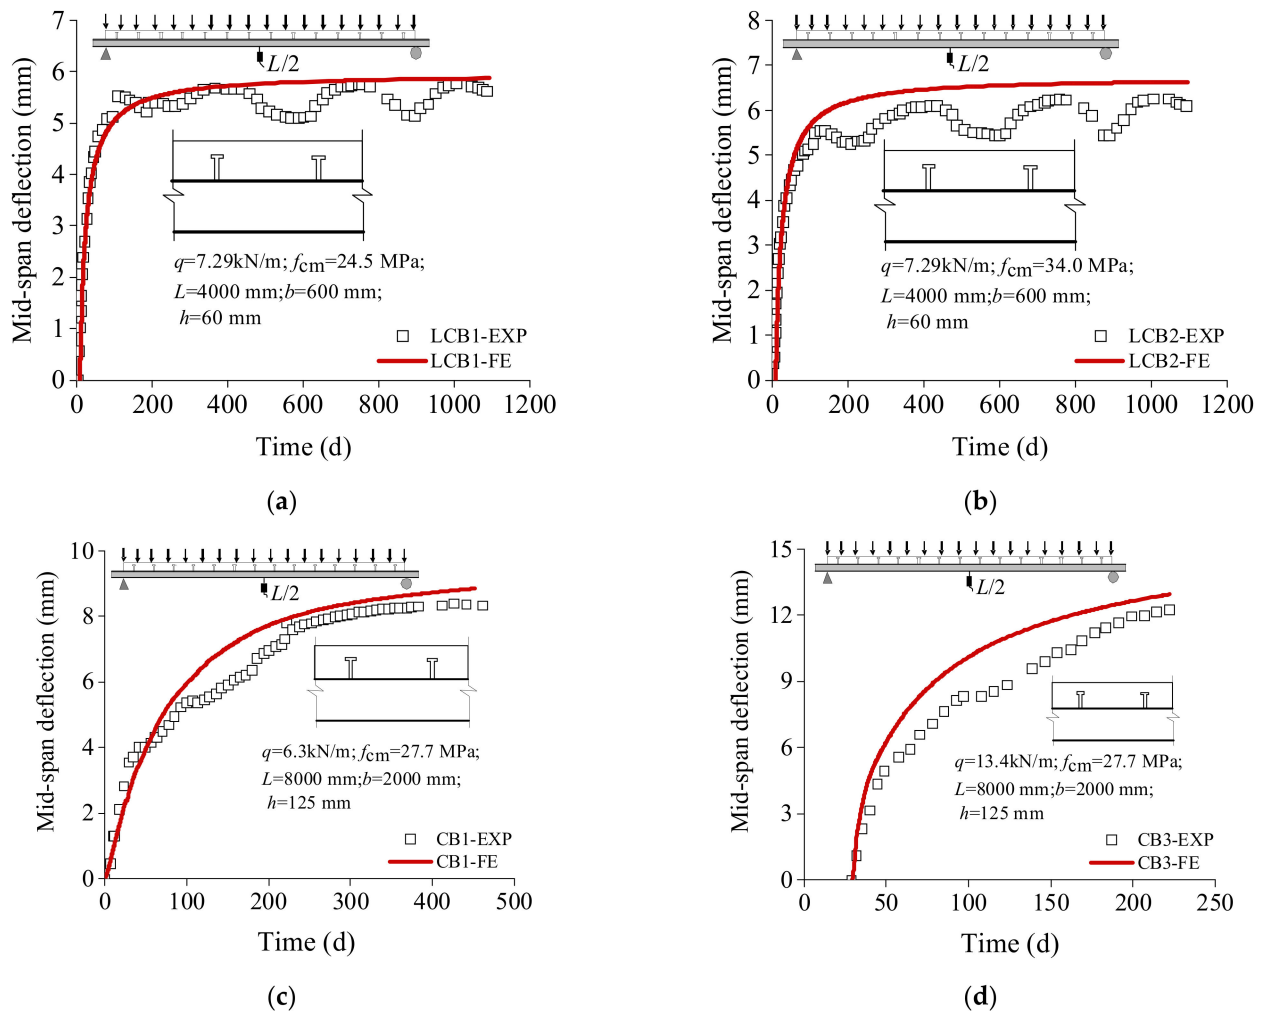 7
6
5
4
3
2
1
0
Mid-span deflection (mm)
L/2
q=7.29kN/m; fcm=24.5 MPa;
L=4000 mm;b=600 mm;
h=60 mm
LCB1-EXP
LCB1-FE
0 200 400 600 800 1000 1200
Time (d)
(a)
8
7
6
5
4
3
2
1
0
Mid-span deflection (mm)
L/2
q=7.29kN/m; fcm=34.0 MPa;
L=4000 mm;b=600 mm;
h=60 mm
LCB2-EXP
LCB2-FE
0 200 400 600 800 1000 1200
Time (d)
(b)
10
8
6
4
2
0
Mid-span deflection (mm)
L/2
q=6.3kN/m; fcm=27.7 MPa;
L=8000 mm;b=2000 mm;
h=125 mm
CB1-EXP
CB1-FE
0 100 200 300 400 500
Time (d)
(c)
15
12
9
6
3
0
Mid-span deflection (mm)
L/2
q=13.4kN/m; fcm=27.7 MPa;
L=8000 mm;b=2000 mm;
h=125 mm
CB3-EXP
CB3-FE
0 50 100 150 200 250
Time (d)
(d)